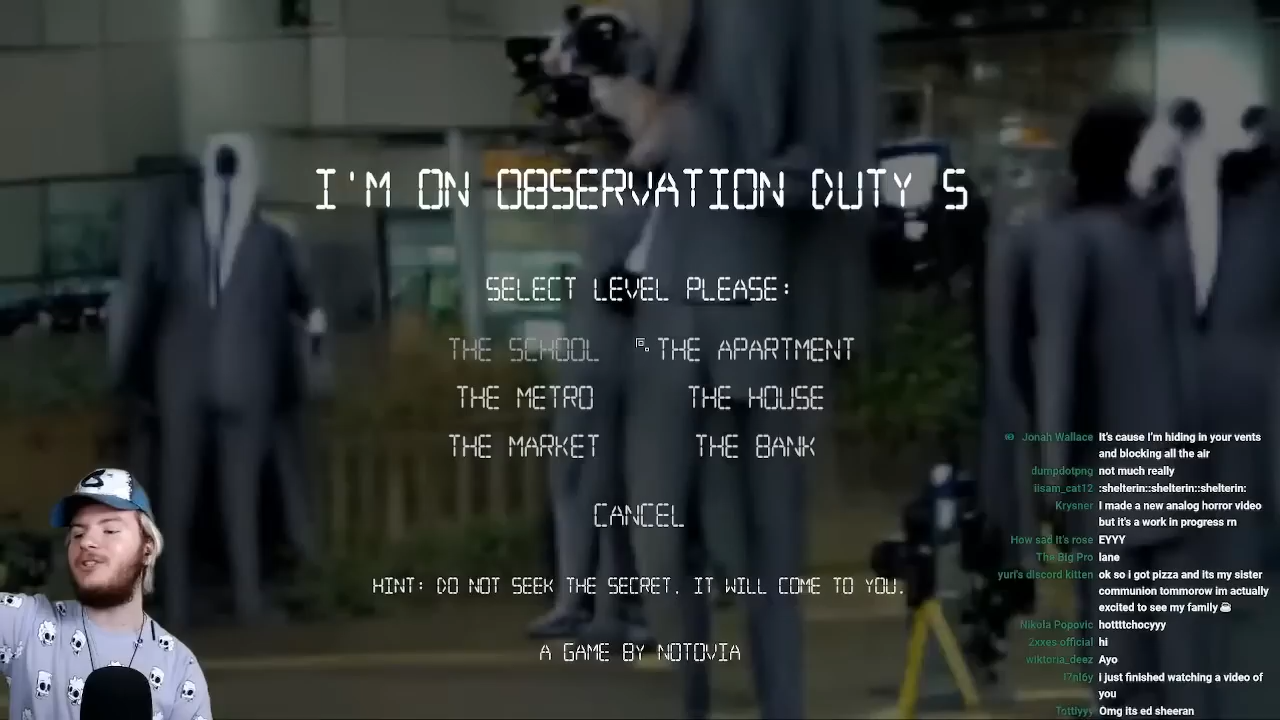 I'M ON OBSERVATION DUTY 5
SELECT LEVEL PLEASE:
THE SCHOOL THE APARTMENT
THE METRO THE HOUSE
THE MARKET THE BANK
CANCEL
HINT: DO NOT SEEK THE SECRET. IT WILL COME TO YOU.
A GAME BY NOTOVIA
Jonah Wallace It's cause I'm hiding in your vents
and blocking all the air
dumpdotpng not much really
iisam_cat12 :shelterin::shelterin::shelterin:
Krysner I made a new analog horror video
but it's a work in progress rn
How sad it's rose EYYY
The Big Pro lane
yuri's discord kitten ok so i got pizza and its my sister
communion tommorow im actually
excited to see my family☕
Nikola Popovic hottttchocyyy
2xxes official hi
wiktoria_deez Ayo
i just finished watching a video of
you
Tottiyyy Omg its ed sheeran